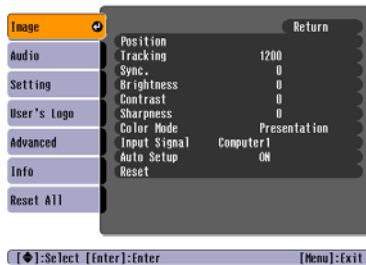 Image
Audio
Setting
User's Logo
Advanced
Info
Reset All
Return
Position
Tracking 1200
Sync. 0
Brightness 0
Contrast 0
Sharpness 0
Color Mode Presentation
Input Signal Computer1
Auto Setup ON
Reset
[◆]:Select [Enter]:Enter [Menu]:Exit